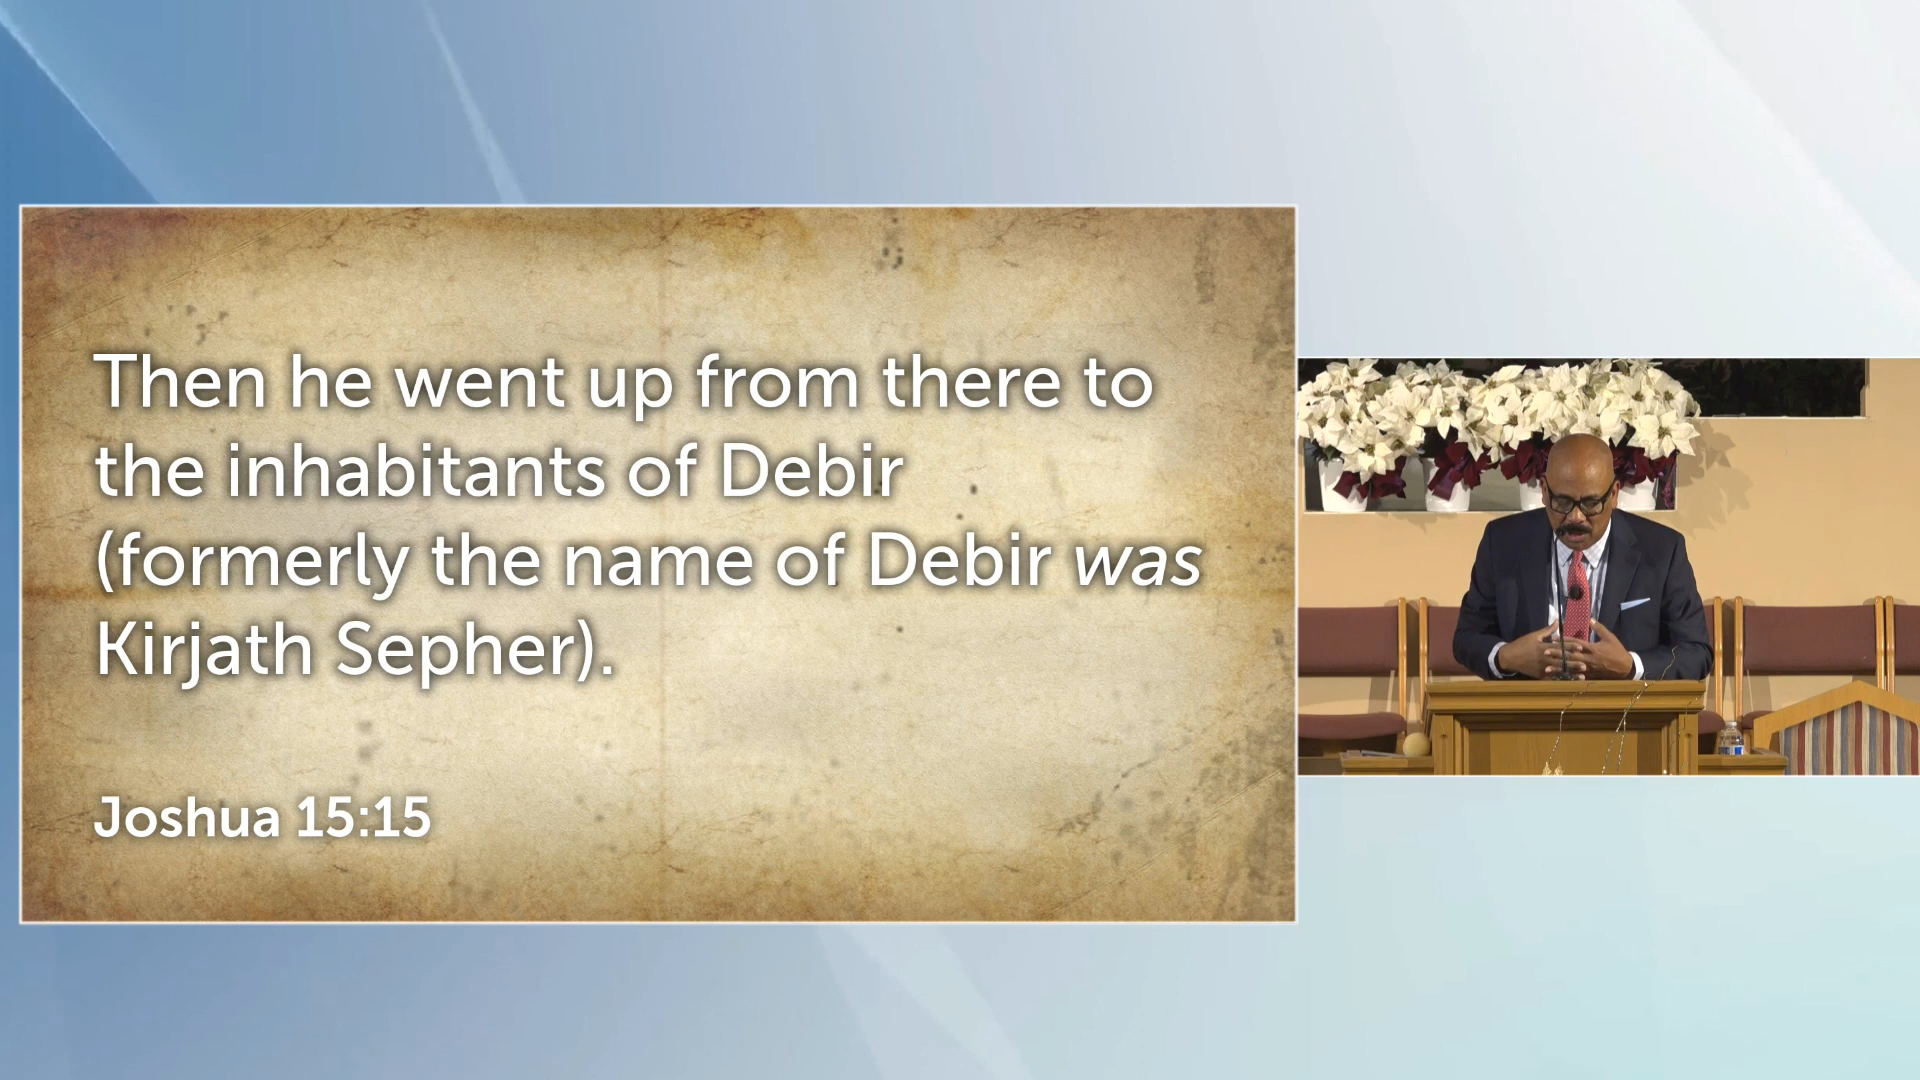 Then he went up from there to
the inhabitants of Debir
(formerly the name of Debir was
Kirjath Sepher).
Joshua 15:15